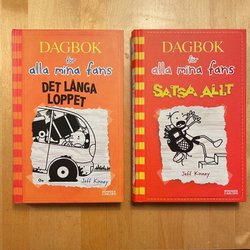 DAGBOK
för
alla mina fans
DET LÅNGA
LOPPET
Jeff Kinney
DAGBOK
för
alla mina fans
SATSA ALLT
Jeff Kinney